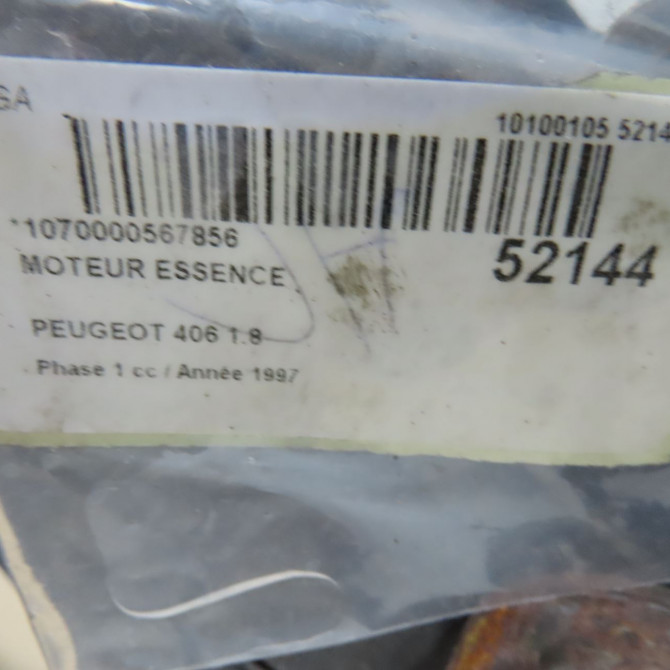 GA
10100105 5214
*1070000567856
52144
MOTEUR ESSENCE
PEUGEOT 406 1.8
Phase 1 cc / Année 1997